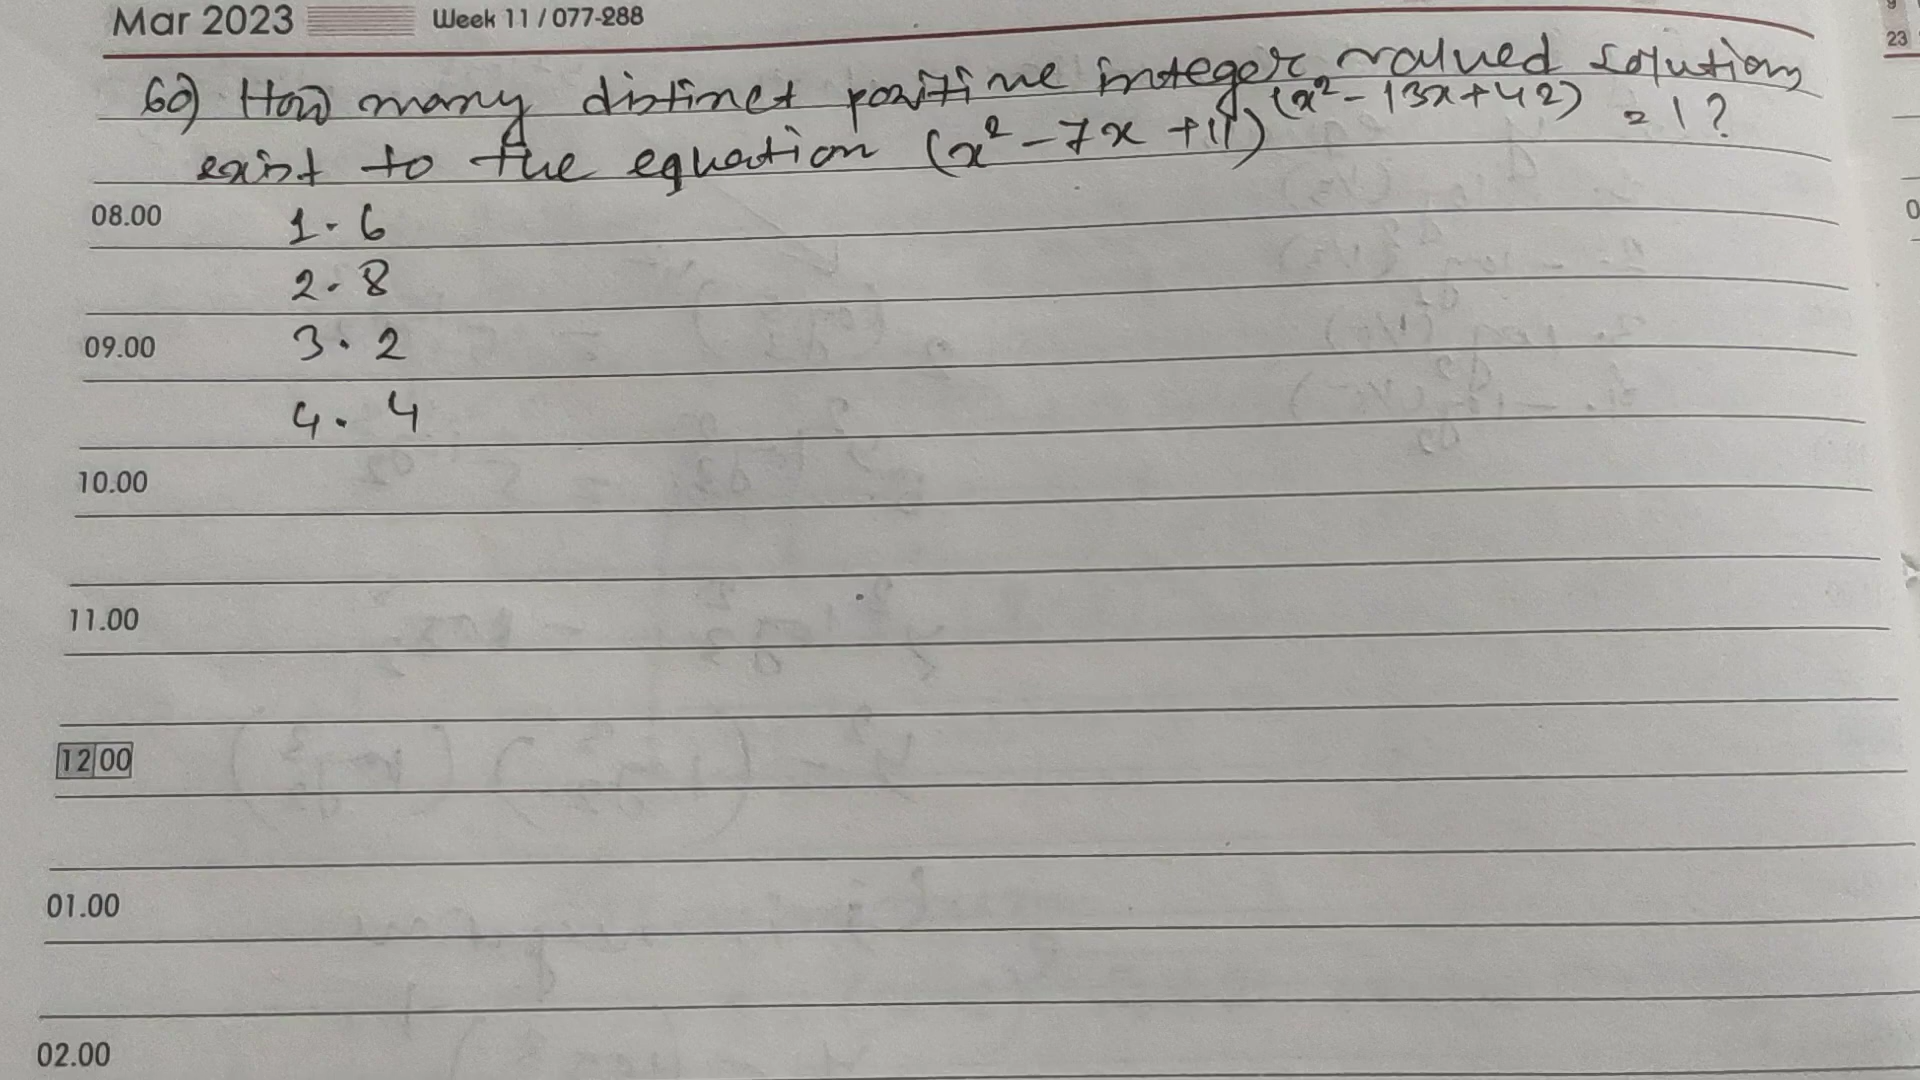 Mar 2023 Week 11 / 077-288
60) How many distinct positive integer valued solutions
exist to the equation (x² - 7x + 11)^(x² - 13x + 42) = 1 ?
08.00 1. 6
2. 8
09.00 3. 2
4. 4
10.00
11.00
12 00
01.00
02.00
23